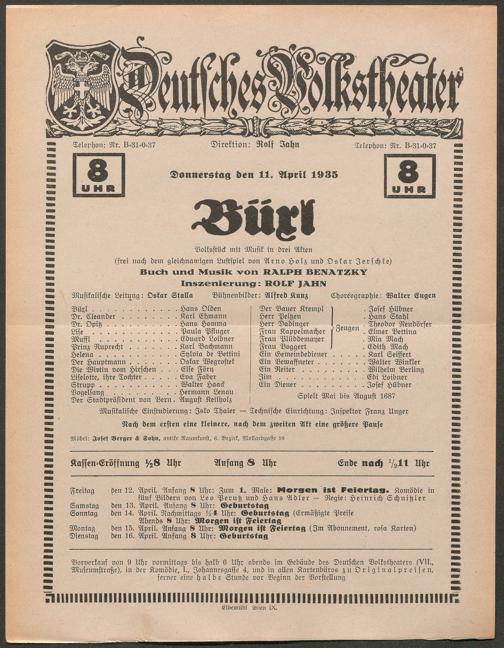 Deutsches Volkstheater
Telephon: Nr. B-31-0-37 Direktion: Rolf Jahn Telephon: Nr. B-31-0-37
8 UHR 8 UHR
Donnerstag den 11. April 1935
Büxl
Volksstück mit Musik in drei Akten
(frei nach dem gleichnamigen Lustspiel von Arno Holz und Oskar Jerschke)
Buch und Musik von RALPH BENATZKY
Inszenierung: ROLF JAHN
Musikalische Leitung: Oskar Stalla Bühnenbilder: Alfred Kunz Choreographie: Walter Eugen
Büxl Hans Olden
Dr. Cleander Karl Ehmann
Dr. Opitz Hans Homma
Lise Paula Pfluger
Muffl Eduard Loibner
Prinz Ruprecht Karl Bachmann
Helena Sylvia de Bettini
Der Hauptmann Oskar Wegrostek
Die Wirtin vom Hirschen Else Förn
Liselotte, ihre Tochter Eva Fader
Strupp Walter Haack
Vogelsang Hermann Lenau
Der Stadtpräsident von Bern August Keilholz
Der Bauer Krempl Josef Hübner
Herr Pelzen Hans Stahl
Herr Dabinger Theodor Neudörfer
Frau Kappelmacher Zeugen Elmer Bettina
Frau Plüddemayer Mia Mach
Frau Boggert Edith Mach
Ein Gemeindediener Karl Seiffert
Ein Bewaffneter Walter Winkler
Ein Reiter Wilhelm Berling
Jim Edi Loibner
Ein Diener Josef Hübner
Spielt Mai bis August 1687
Musikalische Einstudierung: Jako Thaler — Technische Einrichtung: Inspektor Franz Unger
Nach dem ersten eine kleinere, nach dem zweiten Akt eine größere Pause
Möbel: Josef Berger & Sohn, antike Raumkunst, 6. Bezirk, Mollardgasse
Kassen-Eröffnung ½8 Uhr Anfang 8 Uhr Ende nach ½11 Uhr
Freitag den 12. April. Anfang 8 Uhr: Zum 1. Male: Morgen ist Feiertag. Komödie in
fünf Bildern von Leo Perutz und Hans Adler — Regie: Heinrich Schnitzler
Samstag den 13. April. Anfang 8 Uhr: Geburtstag
Sonntag den 14. April. Nachmittags Uhr: Geburtstag (Ermäßigte Preise
Abends 8 Uhr: Morgen ist Feiertag
Montag den 15. April. Anfang 8 Uhr: Morgen ist Feiertag (Im Abonnement, rosa Karten)
Dienstag den 16. April. Anfang 8 Uhr: Geburtstag
Vorverkauf von 9 Uhr vormittags bis halb 6 Uhr abends im Gebäude des Deutschen Volkstheaters (VII.,
Museumstraße), in der Komödie, I., Johannesgasse 4, und in allen Kartenbüros zu Originalpreisen,
ferner eine halbe Stunde vor Beginn der Vorstellung
Elbemühl Wien IX.